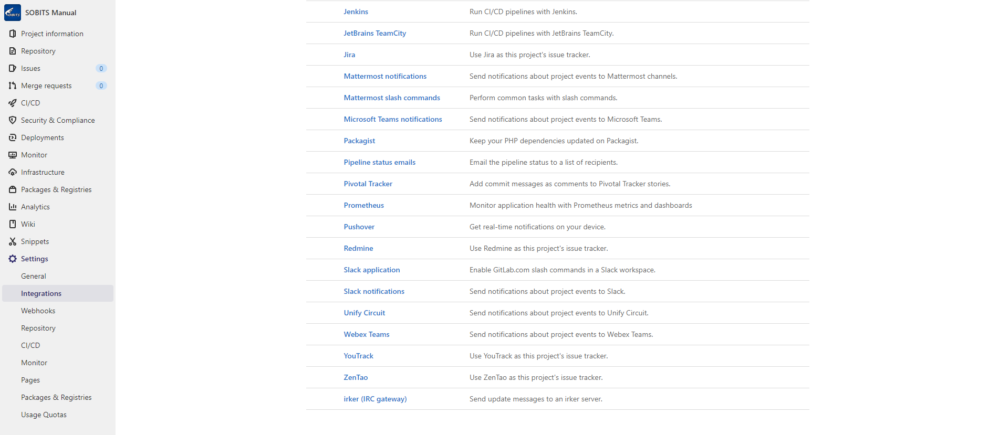 SOBITS
SOBITS Manual
Project information
Repository
Issues 0
Merge requests 0
CI/CD
Security & Compliance
Deployments
Monitor
Infrastructure
Packages & Registries
Analytics
Wiki
Snippets
Settings
General
Integrations
Webhooks
Repository
CI/CD
Monitor
Pages
Packages & Registries
Usage Quotas
Jenkins Run CI/CD pipelines with Jenkins.
JetBrains TeamCity Run CI/CD pipelines with JetBrains TeamCity.
Jira Use Jira as this project's issue tracker.
Mattermost notifications Send notifications about project events to Mattermost channels.
Mattermost slash commands Perform common tasks with slash commands.
Microsoft Teams notifications Send notifications about project events to Microsoft Teams.
Packagist Keep your PHP dependencies updated on Packagist.
Pipeline status emails Email the pipeline status to a list of recipients.
Pivotal Tracker Add commit messages as comments to Pivotal Tracker stories.
Prometheus Monitor application health with Prometheus metrics and dashboards
Pushover Get real-time notifications on your device.
Redmine Use Redmine as this project's issue tracker.
Slack application Enable GitLab.com slash commands in a Slack workspace.
Slack notifications Send notifications about project events to Slack.
Unify Circuit Send notifications about project events to Unify Circuit.
Webex Teams Send notifications about project events to Webex Teams.
YouTrack Use YouTrack as this project's issue tracker.
ZenTao Use ZenTao as this project's issue tracker.
irker (IRC gateway) Send update messages to an irker server.